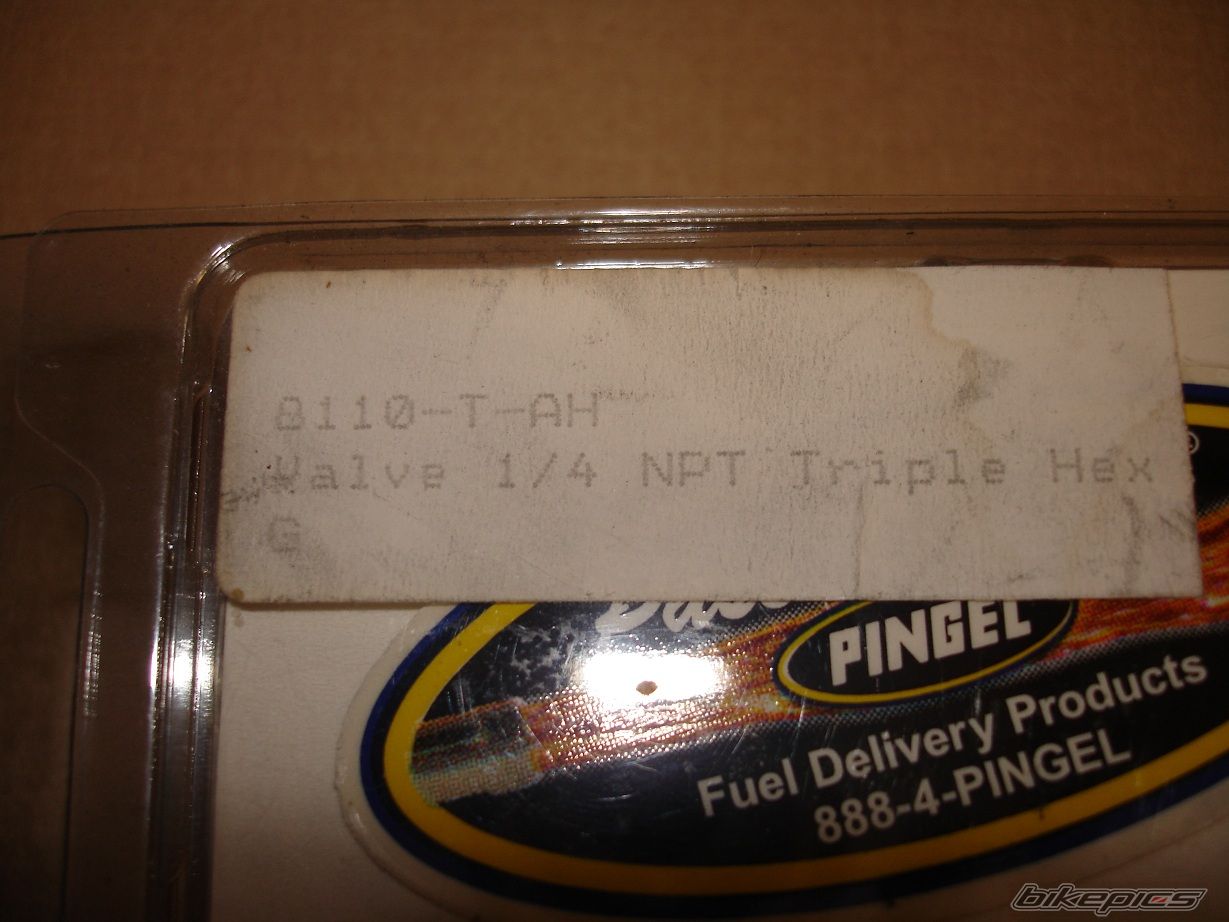 8110-T-AH
Valve 1/4 NPT Triple Hex
G
®
PINGEL
Fuel Delivery Products
888-4-PINGEL
bikepics